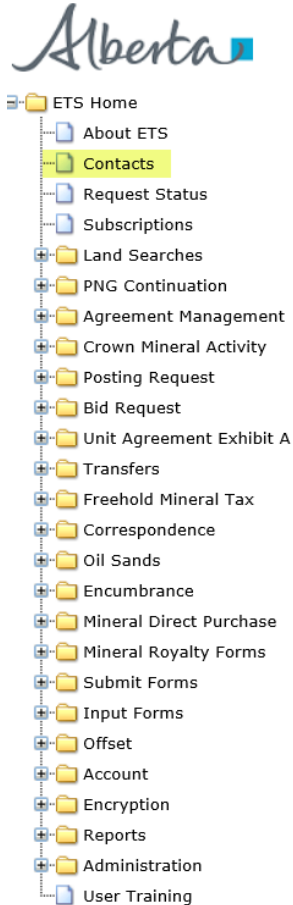 Alberta
ETS Home
About ETS
Contacts
Request Status
Subscriptions
Land Searches
PNG Continuation
Agreement Management
Crown Mineral Activity
Posting Request
Bid Request
Unit Agreement Exhibit A
Transfers
Freehold Mineral Tax
Correspondence
Oil Sands
Encumbrance
Mineral Direct Purchase
Mineral Royalty Forms
Submit Forms
Input Forms
Offset
Account
Encryption
Reports
Administration
User Training